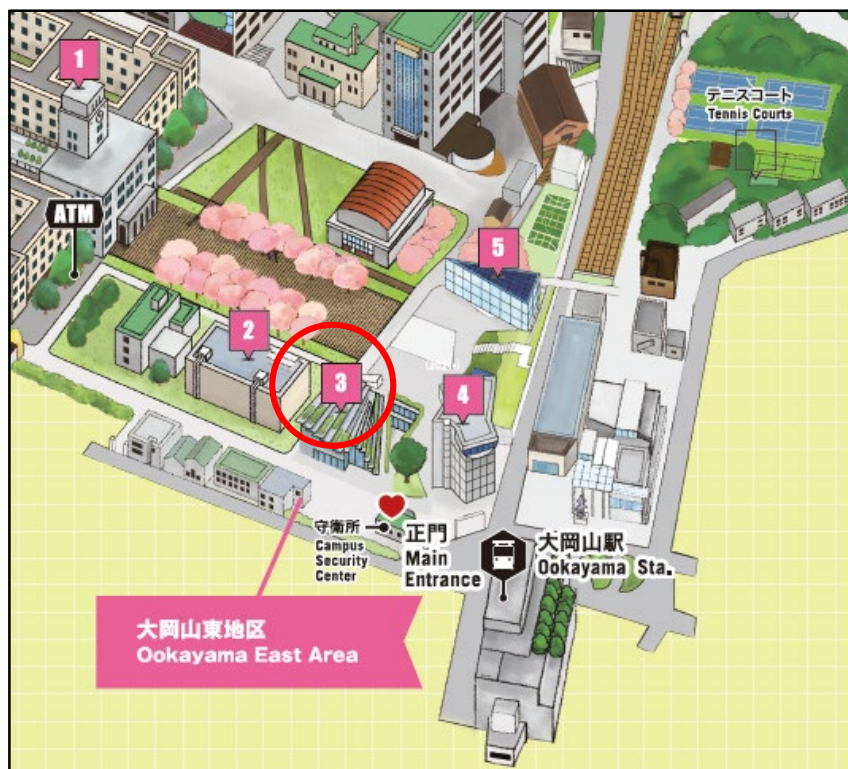 1
テニスコート
Tennis Courts
ATM
5
2
3
4
守衛所
Campus
Security
Center
正門
Main
Entrance
大岡山駅
Ookayama Sta.
大岡山東地区
Ookayama East Area